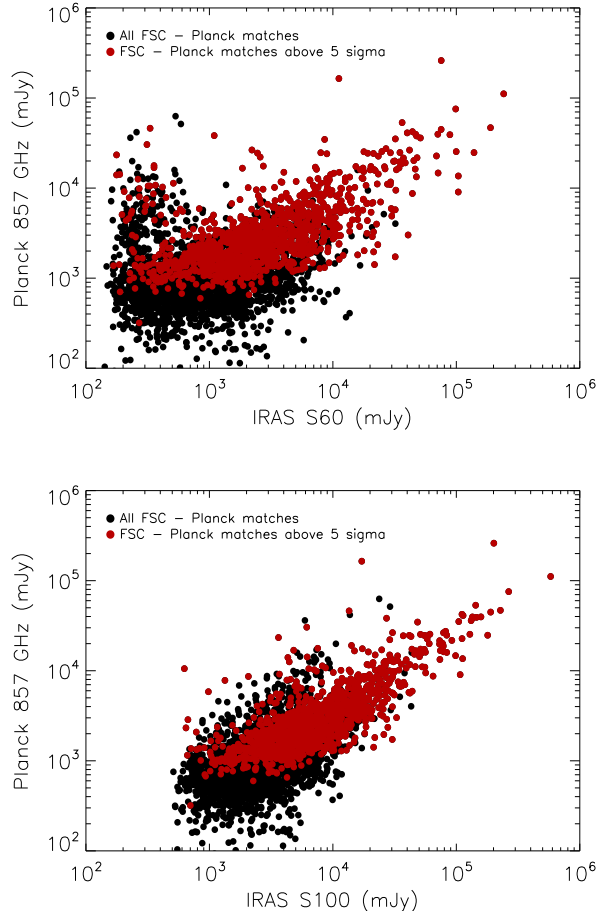 10^6
10^5
10^4
10^3
10^2
Planck 857 GHz (mJy)
All FSC – Planck matches
FSC – Planck matches above 5 sigma
10^2 10^3 10^4 10^5 10^6
IRAS S60 (mJy)
10^6
10^5
10^4
10^3
10^2
Planck 857 GHz (mJy)
All FSC – Planck matches
FSC – Planck matches above 5 sigma
10^2 10^3 10^4 10^5 10^6
IRAS S100 (mJy)